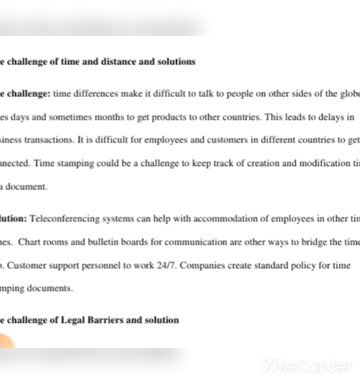 e challenge of time and distance and solutions
e challenge: time differences make it difficult to talk to people on other sides of the globe
es days and sometimes months to get products to other countries. This leads to delays in
siness transactions. It is difficult for employees and customers in different countries to get
nnected. Time stamping could be a challenge to keep track of creation and modification ti
a document.
lution: Teleconferencing systems can help with accommodation of employees in other tim
nes. Chart rooms and bulletin boards for communication are other ways to bridge the time
p. Customer support personnel to work 24/7. Companies create standard policy for time
mping documents.
e challenge of Legal Barriers and solution
XRecorder